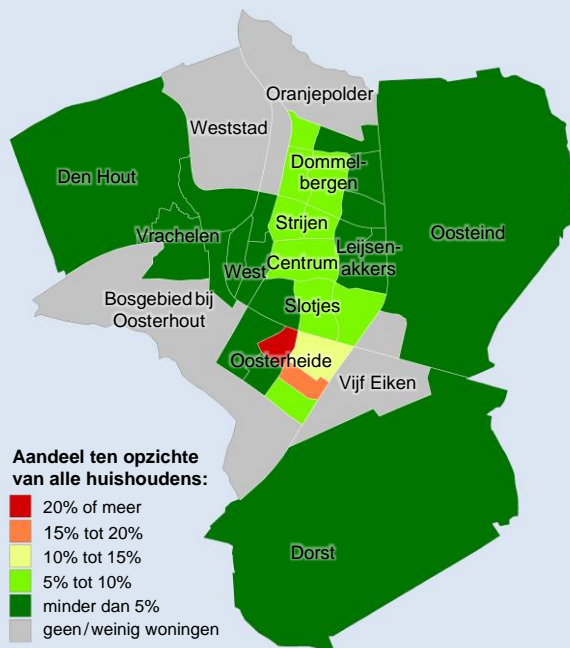 Oranjepolder
Weststad
Dommel-
bergen
Den Hout
Strijen
Vrachelen
Oosteind
Leijsen-
akkers
Centrum
West
Bosgebied bij
Oosterhout
Slotjes
Oosterheide
Vijf Eiken
Dorst
Aandeel ten opzichte
van alle huishoudens:
20% of meer
15% tot 20%
10% tot 15%
5% tot 10%
minder dan 5%
geen/weinig woningen